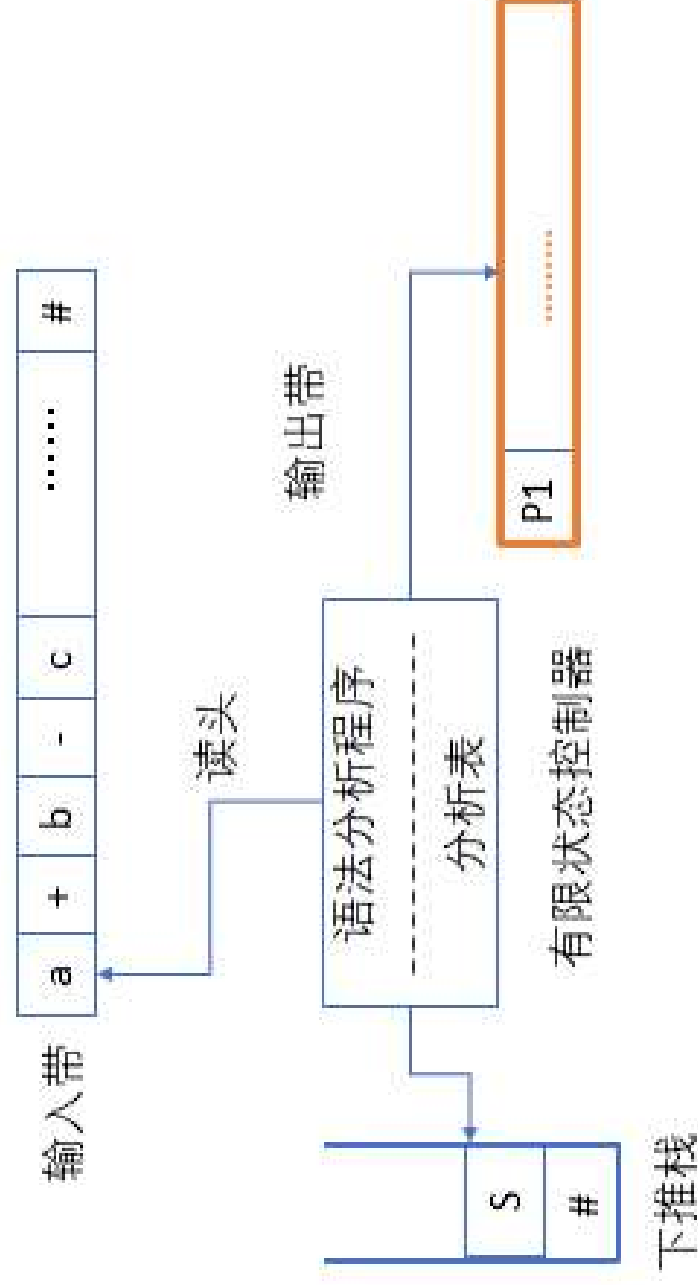 输入带
a + b - c ...... #
读头
输出带
语法分析程序
分析表
有限状态控制器
P1 ………
S
#
下推栈